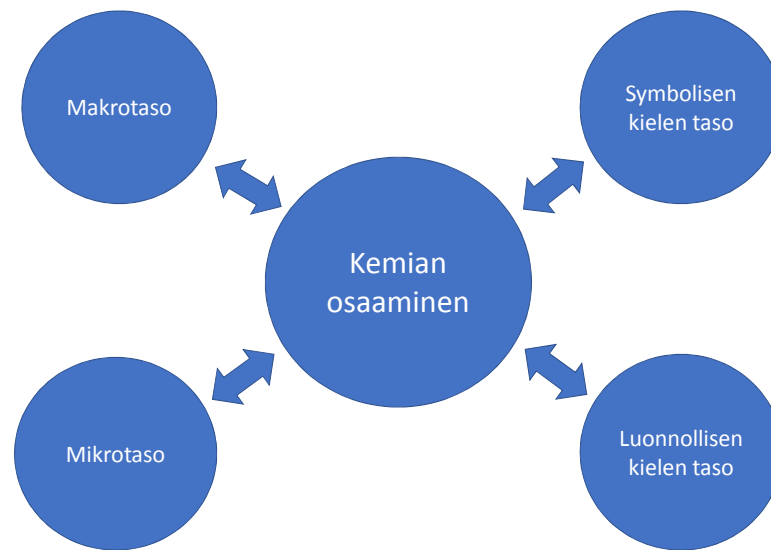 Makrotaso
Symbolisen
kielen taso
Kemian
osaaminen
Mikrotaso
Luonnollisen
kielen taso